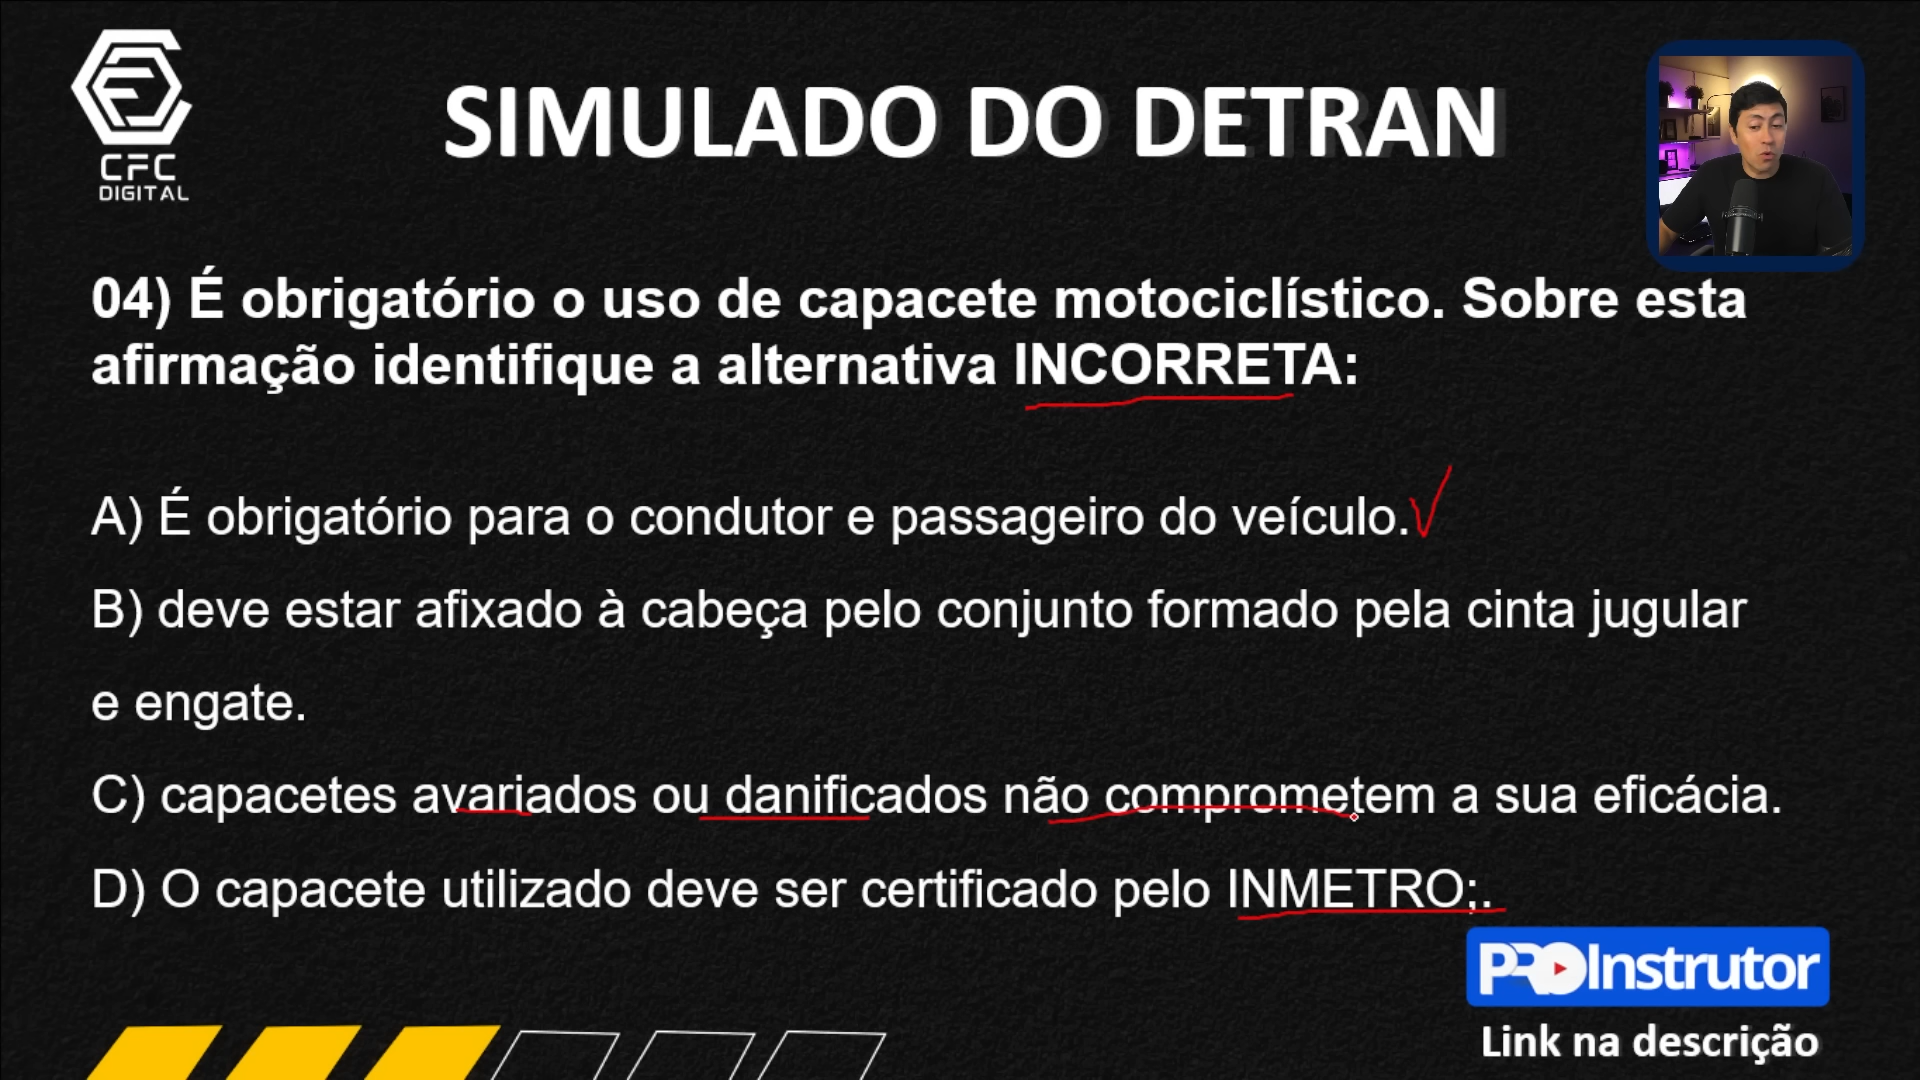 CFC
DIGITAL
SIMULADO DO DETRAN
04) É obrigatório o uso de capacete motociclístico. Sobre esta
afirmação identifique a alternativa INCORRETA:
A) É obrigatório para o condutor e passageiro do veículo.
B) deve estar afixado à cabeça pelo conjunto formado pela cinta jugular
e engate.
C) capacetes avariados ou danificados não comprometem a sua eficácia.
D) O capacete utilizado deve ser certificado pelo INMETRO;.
PROInstrutor
Link na descrição